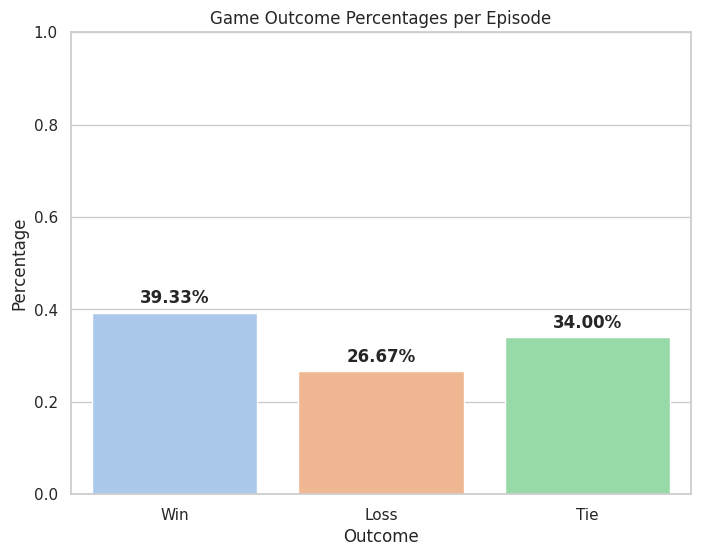 Game Outcome Percentages per Episode
1.0
0.8
0.6
0.4
0.2
0.0
Percentage
39.33%
26.67%
34.00%
Win
Loss
Tie
Outcome